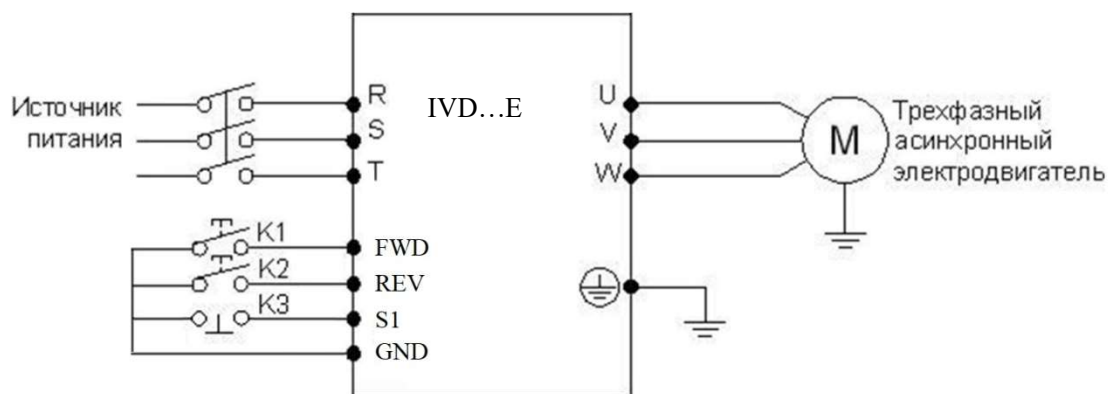 Источник
питания
R
S
T
IVD...E
U
V
W
M
Трехфазный
асинхронный
электродвигатель
K1
FWD
K2
REV
K3
S1
GND